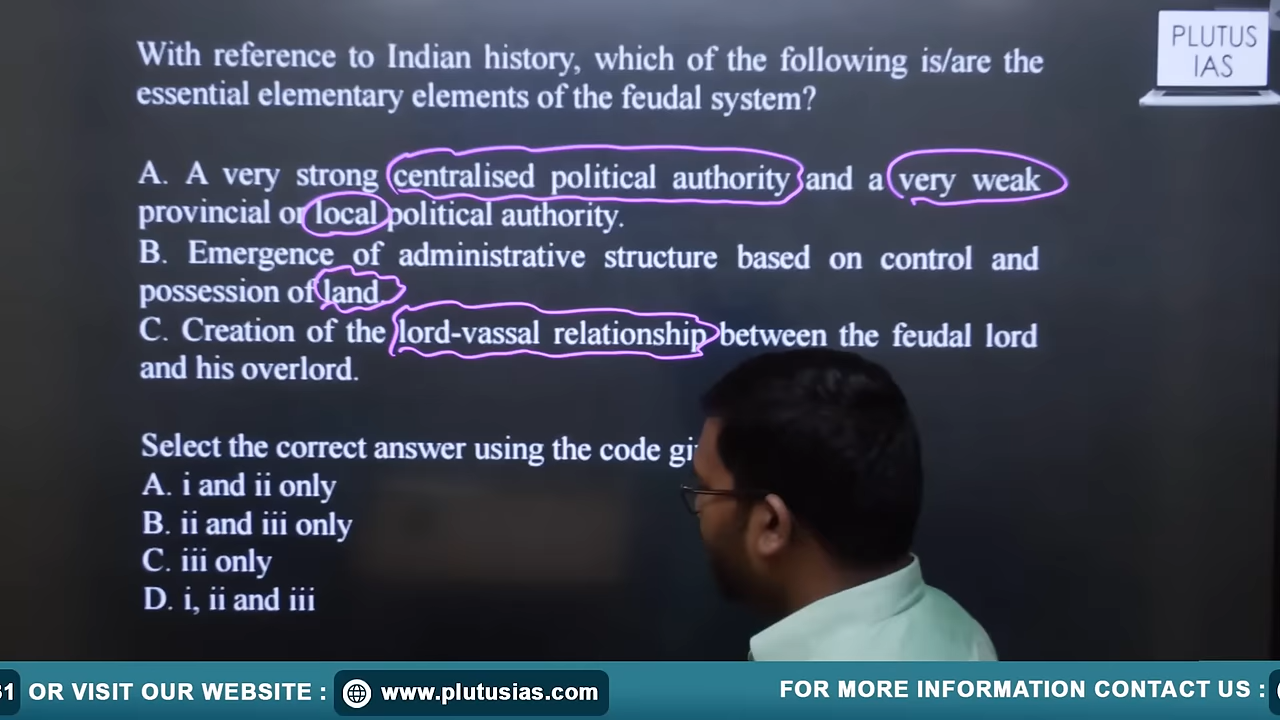 PLUTUS
IAS
With reference to Indian history, which of the following is/are the
essential elementary elements of the feudal system?
A. A very strong centralised political authority and a very weak
provincial or local political authority.
B. Emergence of administrative structure based on control and
possession of land.
C. Creation of the lord-vassal relationship between the feudal lord
and his overlord.
Select the correct answer using the code
A. i and ii only
B. ii and iii only
C. iii only
D. i, ii and iii
OR VISIT OUR WEBSITE : www.plutusias.com FOR MORE INFORMATION CONTACT US :